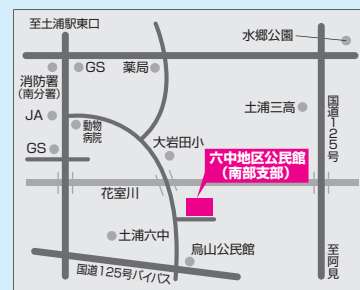 至土浦駅東口
水郷公園
GS
薬局
消防署
(南分署)
土浦三高
国道125号
JA
動物
病院
大岩田小
GS
六中地区公民館
(南部支部)
花室川
土浦六中
烏山公民館
至阿見
国道125号バイパス